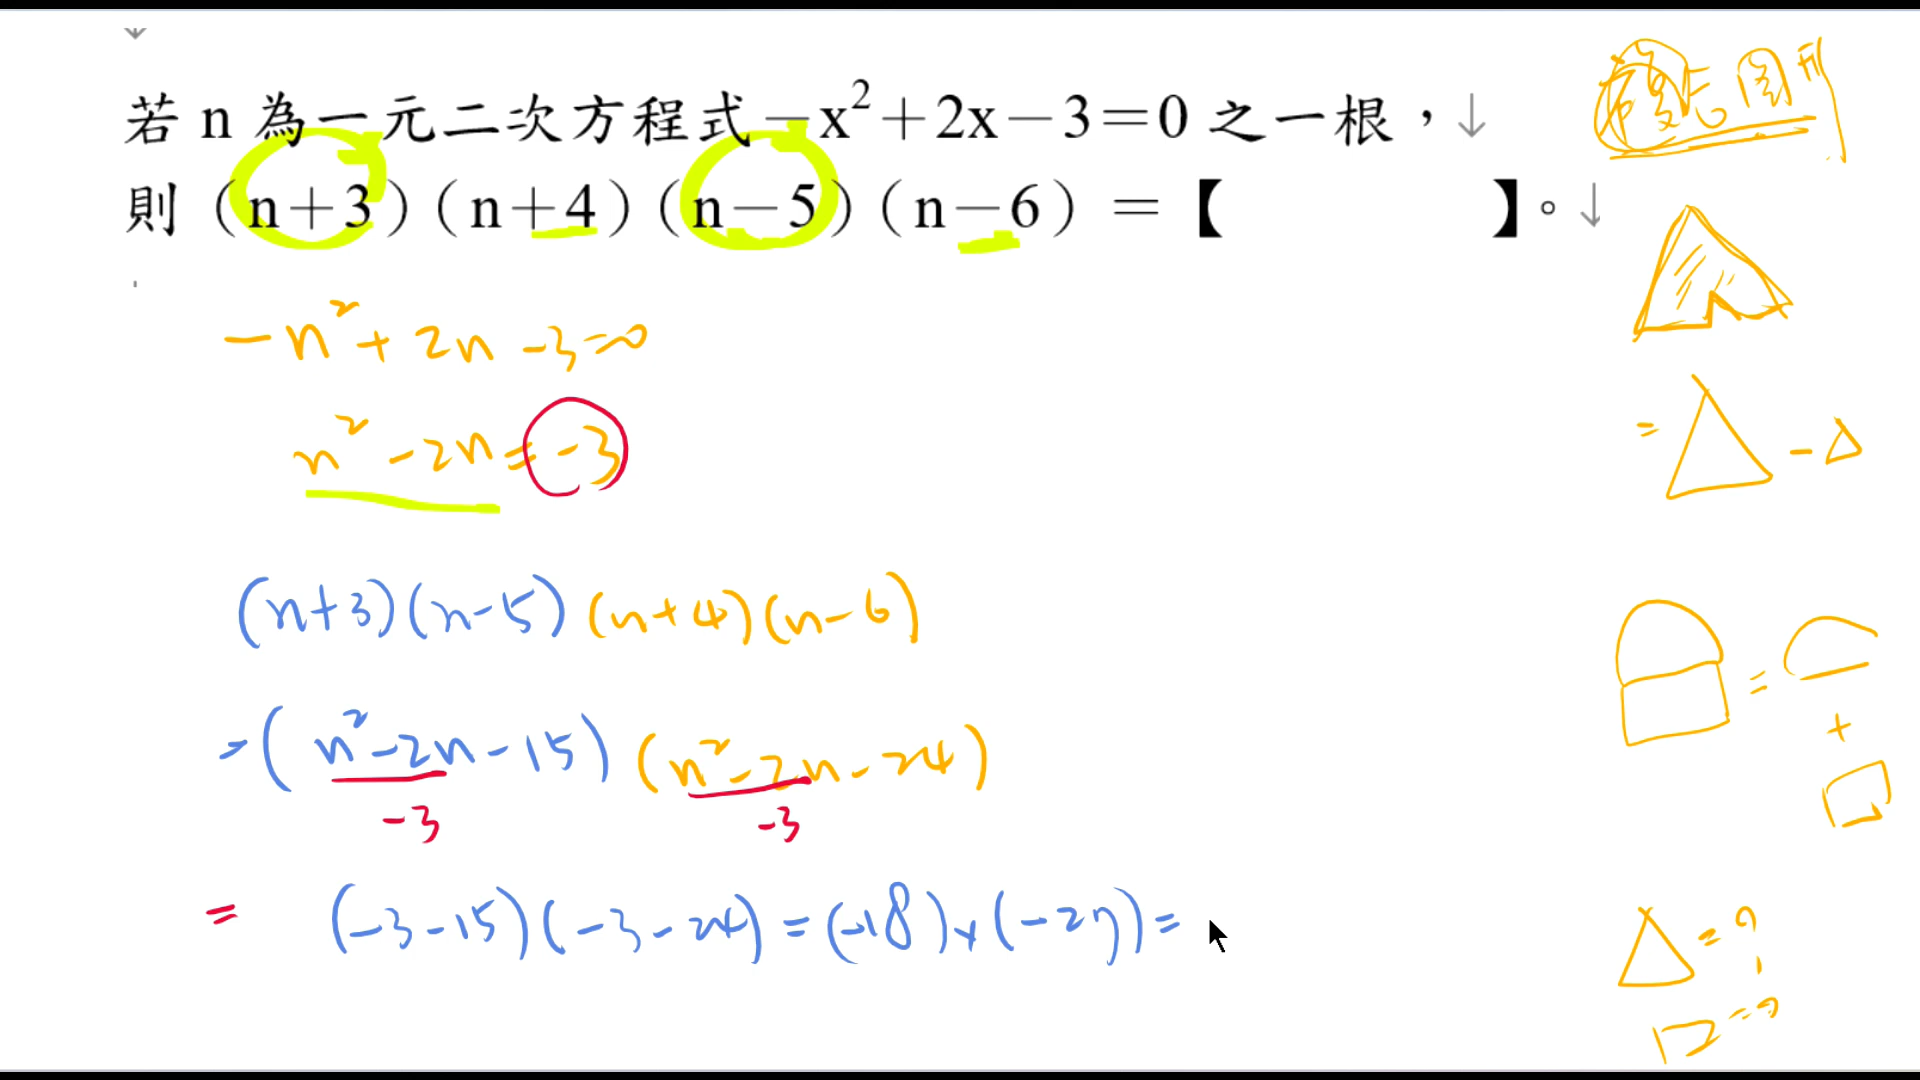 若 n 為一元二次方程式－x²＋2x－3＝0 之一根，↓
則（n＋3）（n＋4）（n－5）（n－6）＝【　　　　】。↓
-n²+2n-3=0
n²-2n=-3
(n+3)(n-5)(n+4)(n-6)
=(n²-2n-15)(n²-2n-24)
-3 -3
= (-3-15)(-3-24)=(-18)×(-27)=
圖形
= △ - △
=
+
△=?
=?